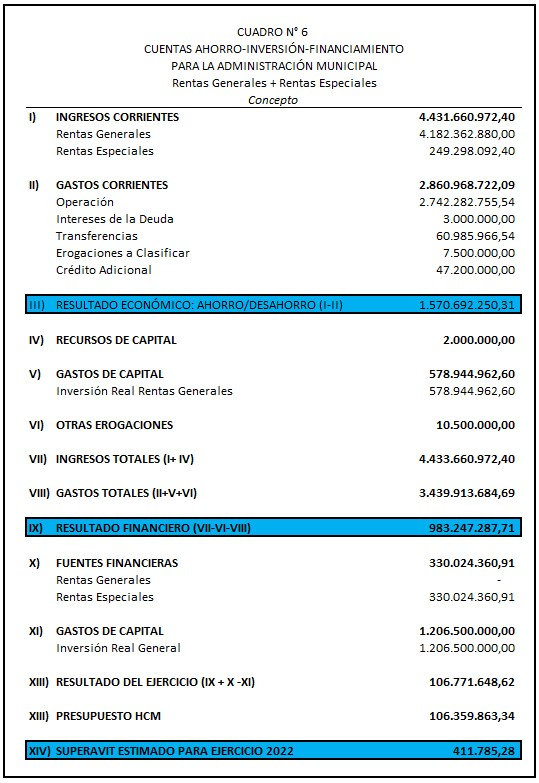 CUADRO N° 6
CUENTAS AHORRO-INVERSIÓN-FINANCIAMIENTO
PARA LA ADMINISTRACIÓN MUNICIPAL
Rentas Generales + Rentas Especiales
Concepto
I) INGRESOS CORRIENTES 4.431.660.972,40
Rentas Generales 4.182.362.880,00
Rentas Especiales 249.298.092,40
II) GASTOS CORRIENTES 2.860.968.722,09
Operación 2.742.282.755,54
Intereses de la Deuda 3.000.000,00
Transferencias 60.985.966,54
Erogaciones a Clasificar 7.500.000,00
Crédito Adicional 47.200.000,00
III) RESULTADO ECONÓMICO: AHORRO/DESAHORRO (I-II) 1.570.692.250,31
IV) RECURSOS DE CAPITAL 2.000.000,00
V) GASTOS DE CAPITAL 578.944.962,60
Inversión Real Rentas Generales 578.944.962,60
VI) OTRAS EROGACIONES 10.500.000,00
VII) INGRESOS TOTALES (I+ IV) 4.433.660.972,40
VIII) GASTOS TOTALES (II+V+VI) 3.439.913.684,69
IX) RESULTADO FINANCIERO (VII-VI-VIII) 983.247.287,71
X) FUENTES FINANCIERAS 330.024.360,91
Rentas Generales -
Rentas Especiales 330.024.360,91
XI) GASTOS DE CAPITAL 1.206.500.000,00
Inversión Real General 1.206.500.000,00
XIII) RESULTADO DEL EJERCICIO (IX + X -XI) 106.771.648,62
XIII) PRESUPUESTO HCM 106.359.863,34
XIV) SUPERAVIT ESTIMADO PARA EJERCICIO 2022 411.785,28